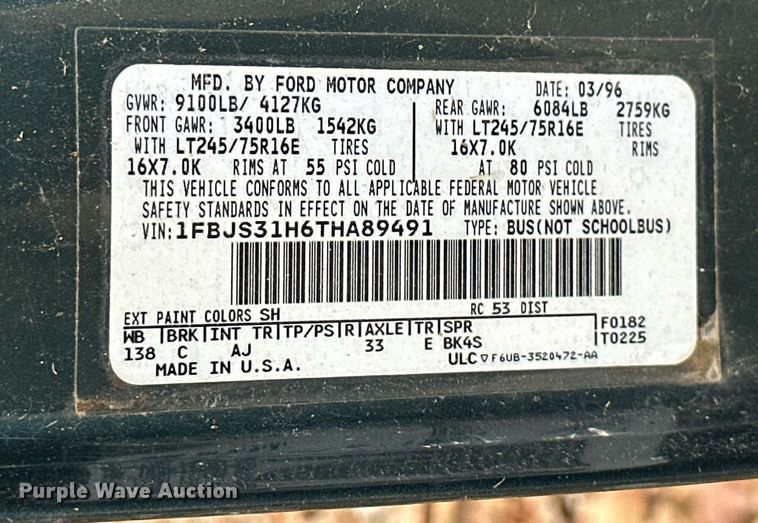 MFD. BY FORD MOTOR COMPANY
DATE: 03/96
GVWR: 9100LB/ 4127KG
REAR GAWR: 6084LB 2759KG
FRONT GAWR: 3400LB 1542KG
WITH LT245/75R16E TIRES
WITH LT245/75R16E TIRES
16X7.0K RIMS
16X7.0K RIMS AT 55 PSI COLD
AT 80 PSI COLD
THIS VEHICLE CONFORMS TO ALL APPLICABLE FEDERAL MOTOR VEHICLE
SAFETY STANDARDS IN EFFECT ON THE DATE OF MANUFACTURE SHOWN ABOVE.
VIN: 1FBJS31H6THA89491 TYPE: BUS(NOT SCHOOLBUS)
EXT PAINT COLORS SH RC 53 DIST
WB BRK INT TR TP/PS R AXLE TR SPR F0182
138 C AJ 33 E BK4S T0225
MADE IN U.S.A. ULC ▽ F6UB-3520472-AA
Purple Wave Auction